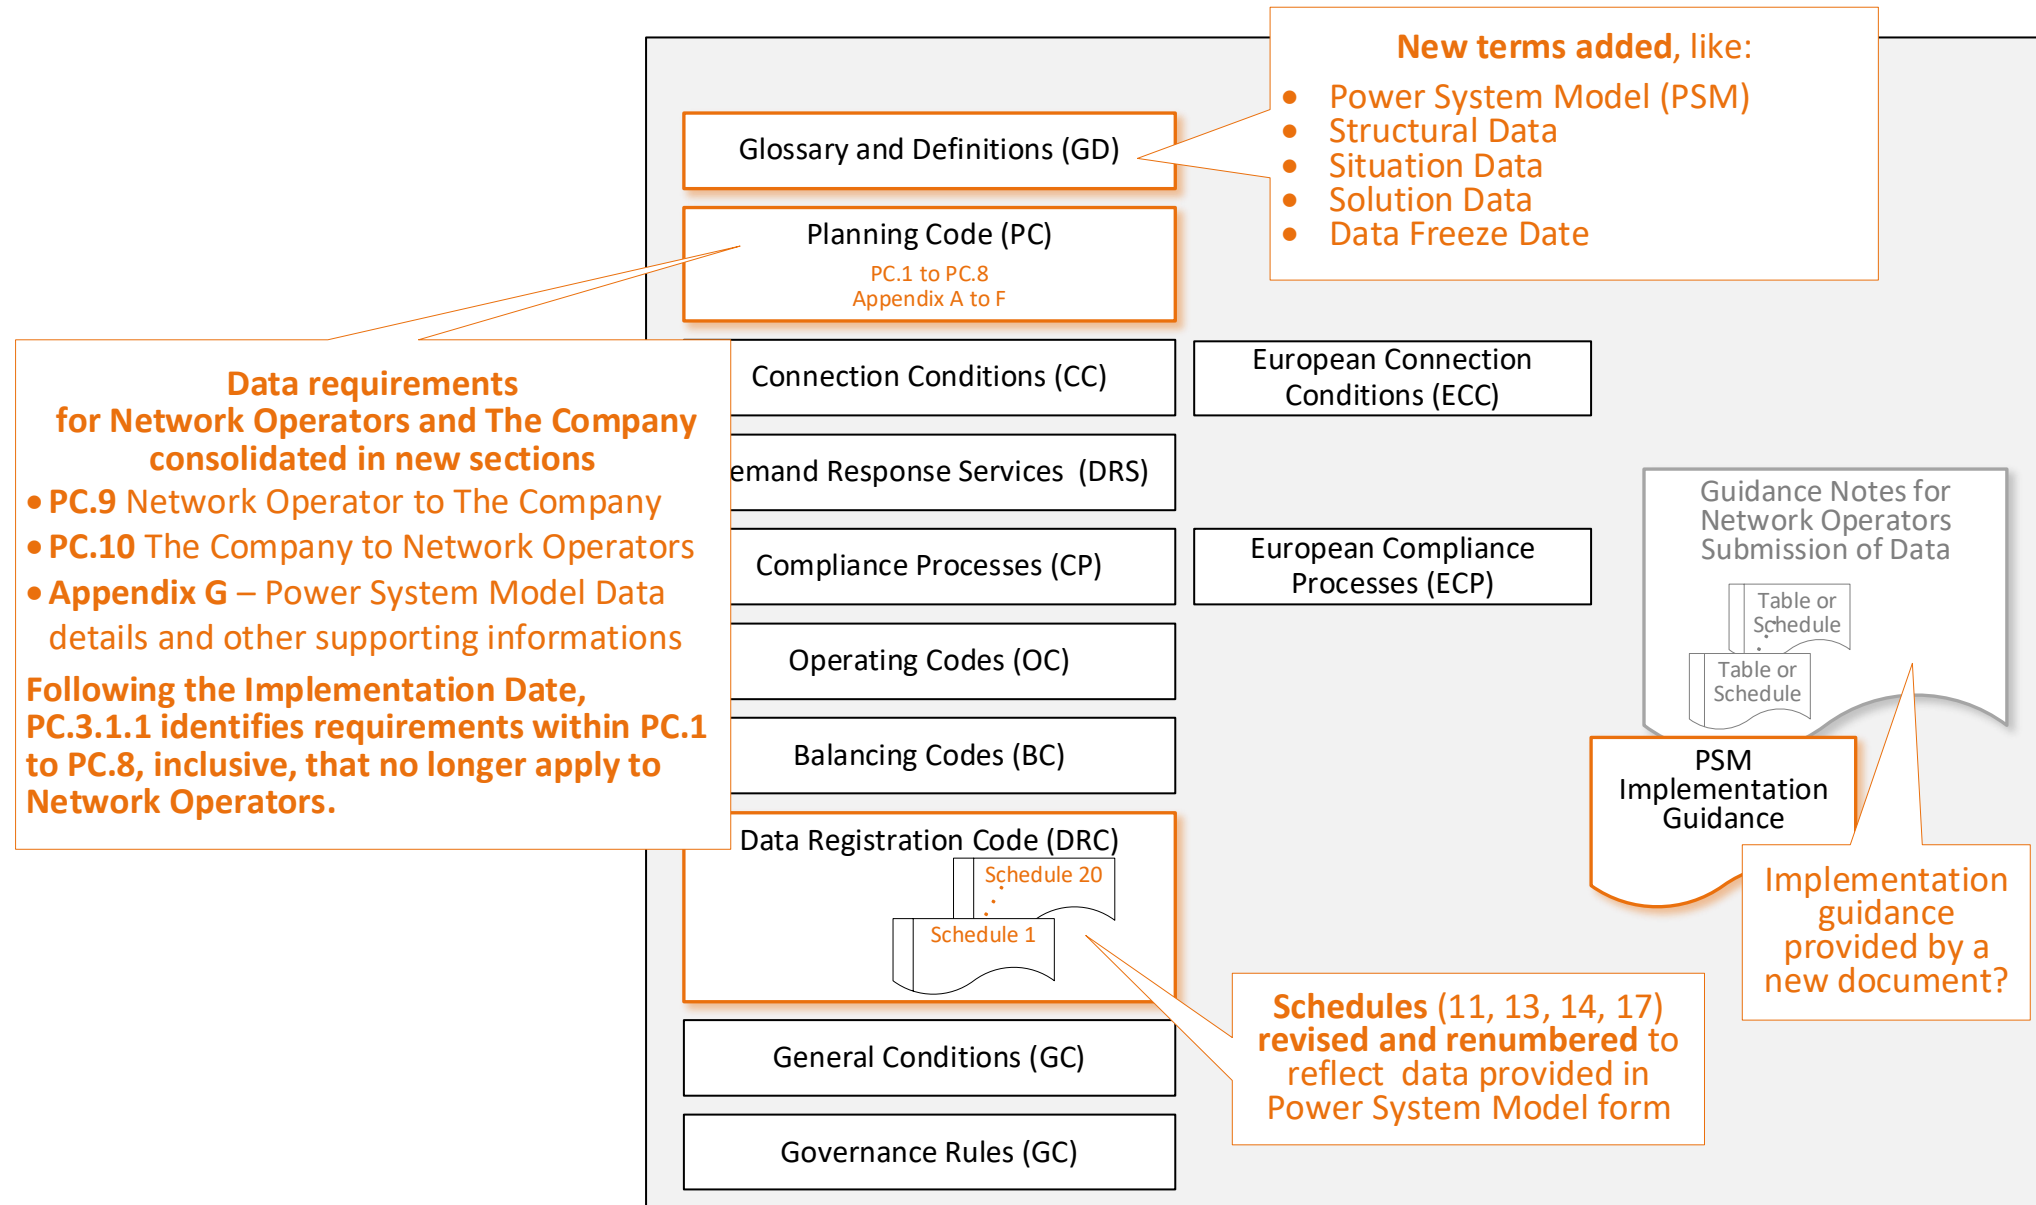 New terms added, like:
• Power System Model (PSM)
• Structural Data
• Situation Data
• Solution Data
• Data Freeze Date
Glossary and Definitions (GD)
Planning Code (PC)
PC.1 to PC.8
Appendix A to F
Data requirements
for Network Operators and The Company
consolidated in new sections
• PC.9 Network Operator to The Company
• PC.10 The Company to Network Operators
• Appendix G – Power System Model Data
details and other supporting informations
Following the Implementation Date,
PC.3.1.1 identifies requirements within PC.1
to PC.8, inclusive, that no longer apply to
Network Operators.
Connection Conditions (CC)
European Connection
Conditions (ECC)
emand Response Services (DRS)
Compliance Processes (CP)
European Compliance
Processes (ECP)
Operating Codes (OC)
Balancing Codes (BC)
Data Registration Code (DRC)
Schedule 20
Schedule 1
General Conditions (GC)
Governance Rules (GC)
Guidance Notes for
Network Operators
Submission of Data
Table or
Schedule
Table or
Schedule
PSM
Implementation
Guidance
Implementation
guidance
provided by a
new document?
Schedules (11, 13, 14, 17)
revised and renumbered to
reflect data provided in
Power System Model form